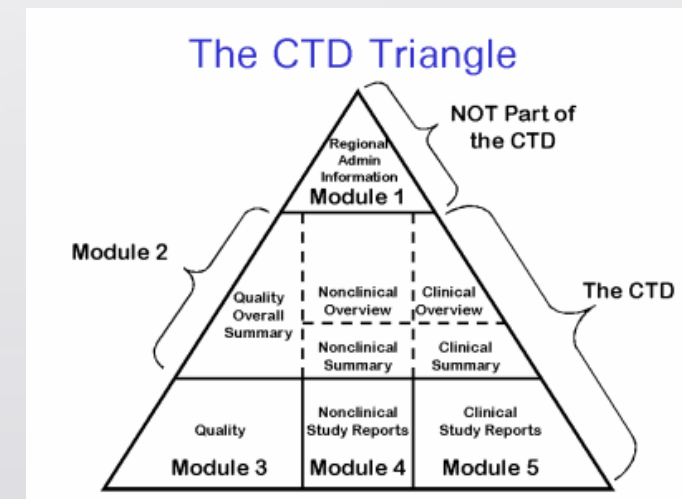 The CTD Triangle
NOT Part of
the CTD
Regional
Admin
Information
Module 1
Module 2
Quality
Overall
Summary
Nonclinical
Overview
Clinical
Overview
The CTD
Nonclinical
Summary
Clinical
Summary
Quality
Module 3
Nonclinical
Study Reports
Module 4
Clinical
Study Reports
Module 5